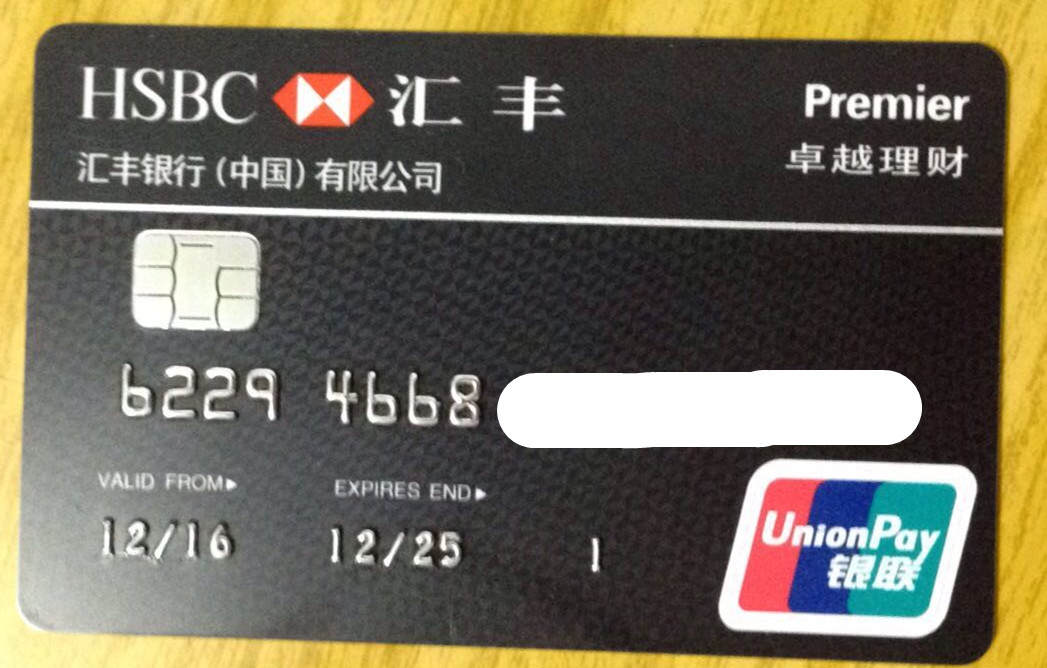 HSBC 汇丰
Premier
卓越理财
汇丰银行(中国)有限公司
6229 4668
VALID FROM▶ EXPIRES END▶
12/16 12/25 1
UnionPay
银联